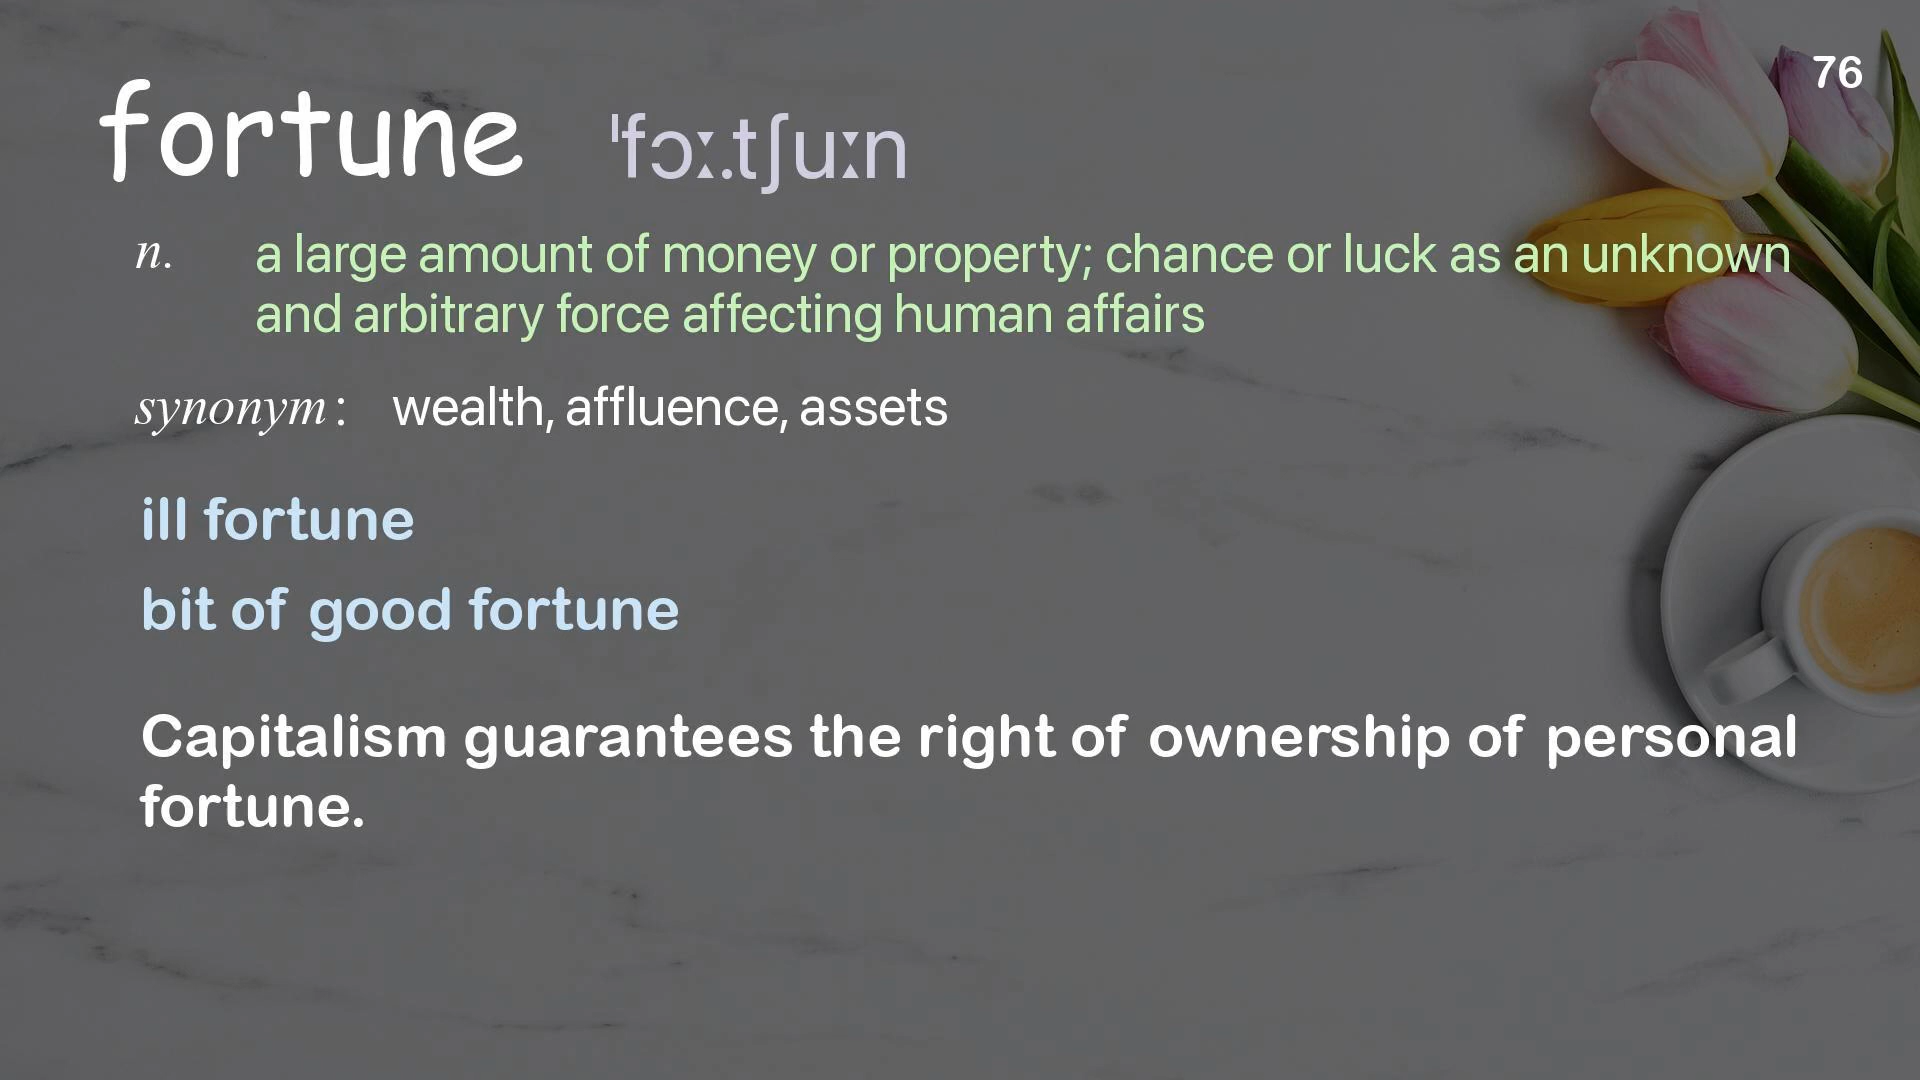 76
fortune ˈfɔː.tʃuːn
n. a large amount of money or property; chance or luck as an unknown
and arbitrary force affecting human affairs
synonym: wealth, affluence, assets
ill fortune
bit of good fortune
Capitalism guarantees the right of ownership of personal
fortune.